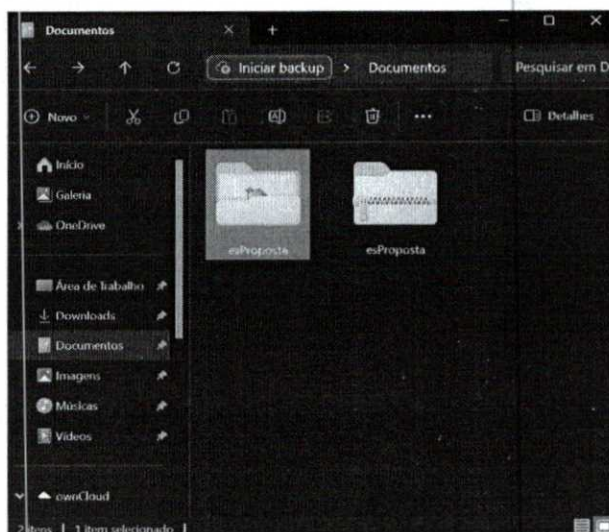 Documentos
Iniciar backup > Documentos Pesquisar em D
Novo Detalhes
Início
Galeria
OneDrive
Área de Trabalho
Downloads
Documentos
Imagens
Músicas
Vídeos
ownCloud
esProposta esProposta
2 itens | 1 item selecionado |